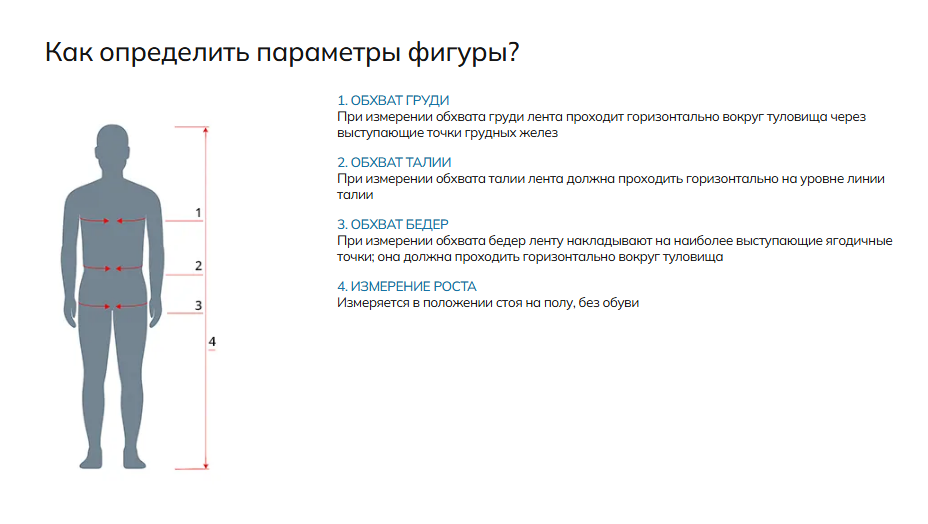 Как определить параметры фигуры?
1. ОБХВАТ ГРУДИ
При измерении обхвата груди лента проходит горизонтально вокруг туловища через
выступающие точки грудных желез
2. ОБХВАТ ТАЛИИ
При измерении обхвата талии лента должна проходить горизонтально на уровне линии
талии
3. ОБХВАТ БЕДЕР
При измерении обхвата бедер ленту накладывают на наиболее выступающие ягодичные
точки; она должна проходить горизонтально вокруг туловища
4. ИЗМЕРЕНИЕ РОСТА
Измеряется в положении стоя на полу, без обуви
1
2
3
4